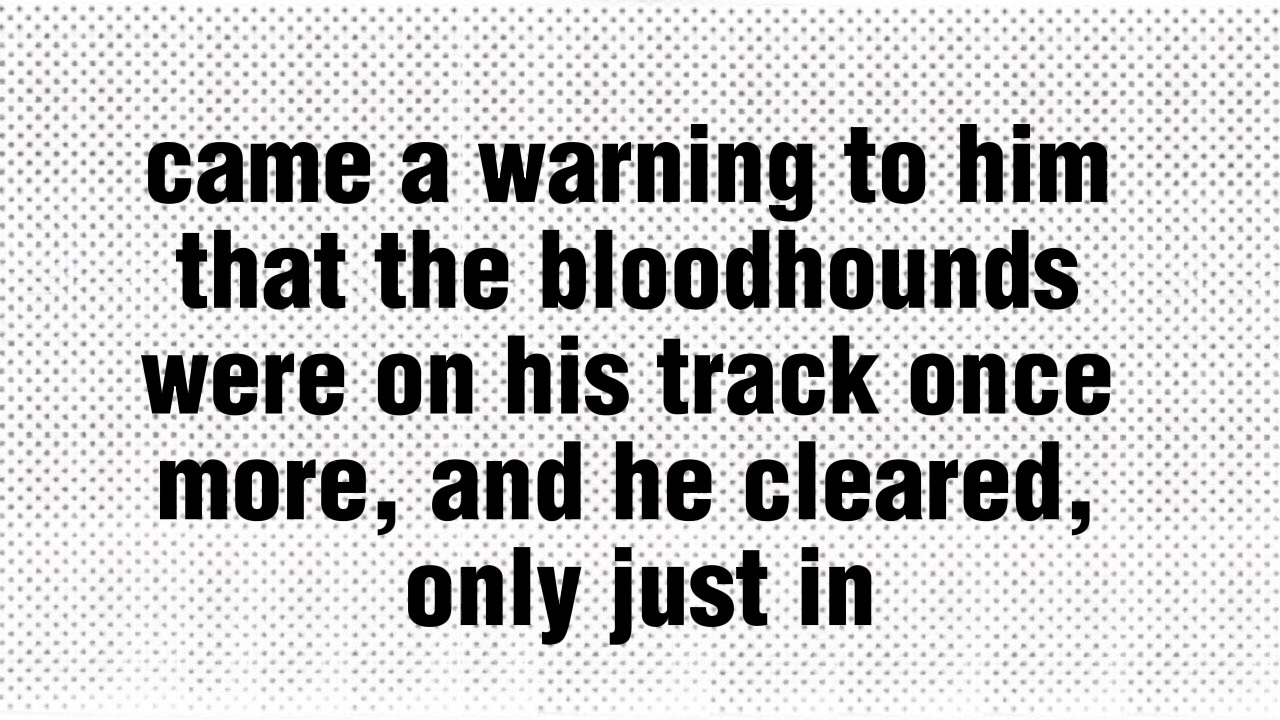 came a warning to him
that the bloodhounds
were on his track once
more, and he cleared,
only just in